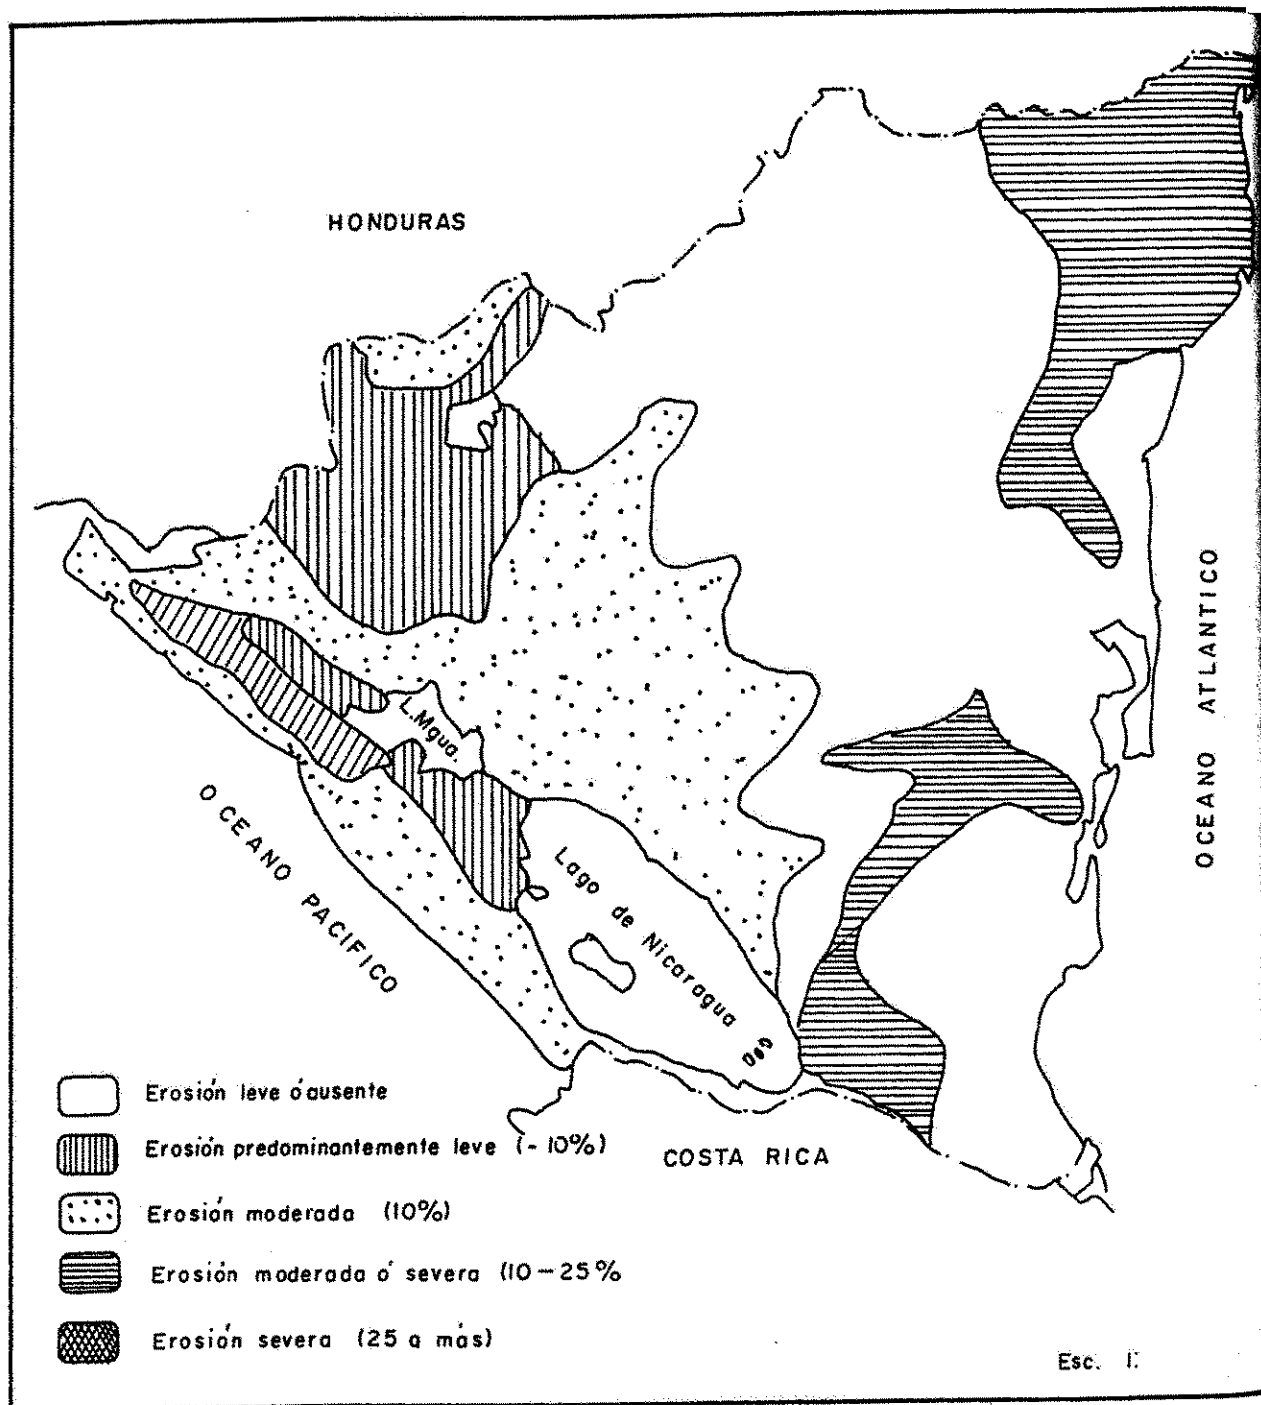 HONDURAS
OCEANO ATLANTICO
L. Mgua.
OCEANO PACIFICO
Lago de Nicaragua
COSTA RICA
Erosión leve ó ausente
Erosión predominantemente leve (-10%)
Erosión moderada (10%)
Erosión moderada ó severa (10-25%
Erosión severa (25 a más)
Esc. 1: